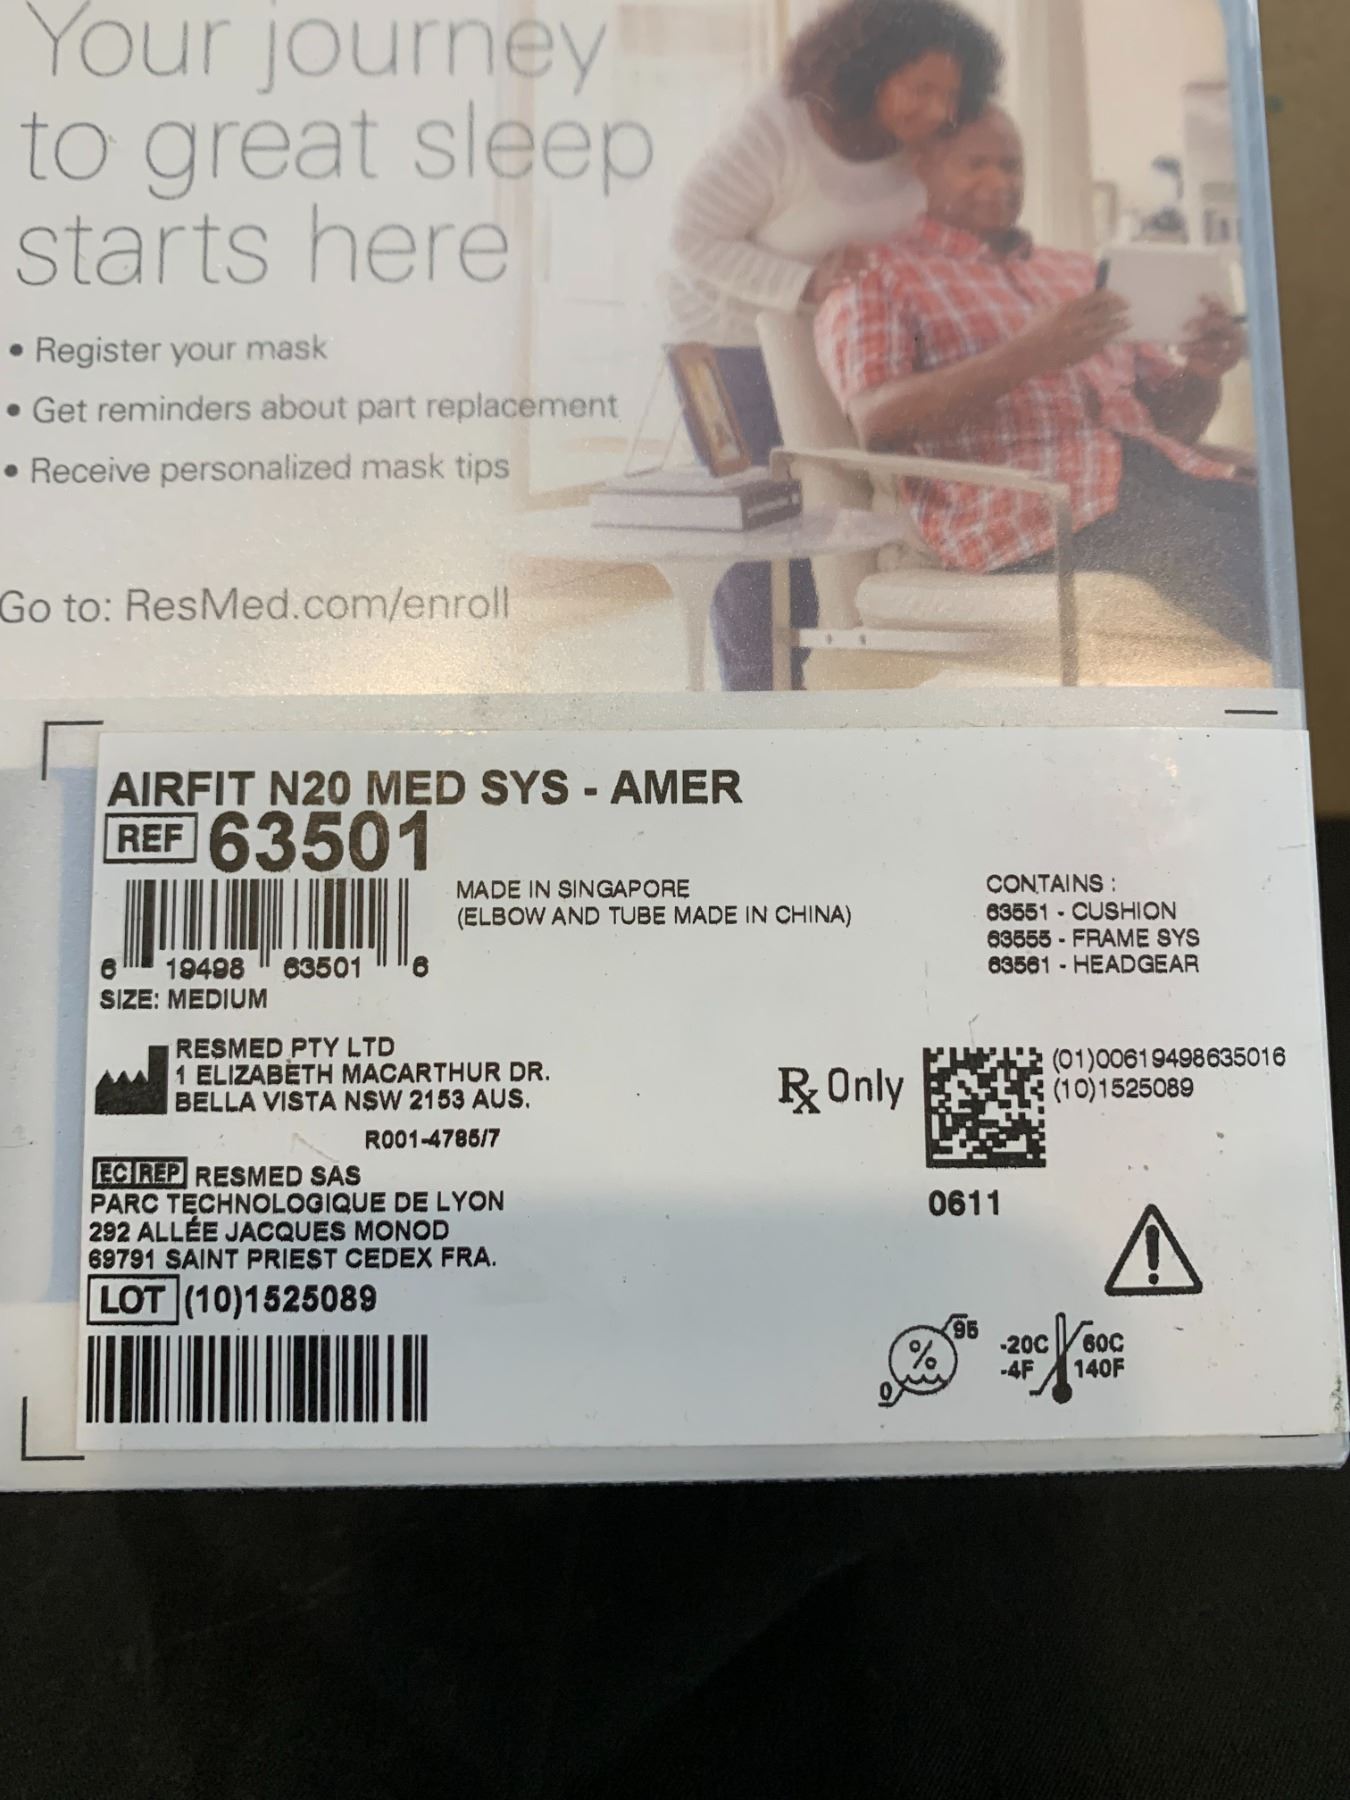 Your journey
to great sleep
starts here
• Register your mask
• Get reminders about part replacement
• Receive personalized mask tips
Go to: ResMed.com/enroll
AIRFIT N20 MED SYS - AMER
REF 63501
MADE IN SINGAPORE
(ELBOW AND TUBE MADE IN CHINA)
6 19498 63501 6
SIZE: MEDIUM
CONTAINS :
63551 - CUSHION
63555 - FRAME SYS
63561 - HEADGEAR
RESMED PTY LTD
1 ELIZABETH MACARTHUR DR.
BELLA VISTA NSW 2153 AUS.
R001-4785/7
Rx Only
(01)00619498635016
(10)1525089
0611
EC REP RESMED SAS
PARC TECHNOLOGIQUE DE LYON
292 ALLÉE JACQUES MONOD
69791 SAINT PRIEST CEDEX FRA.
LOT (10)1525089
0 % 95
-20C 60C
-4F 140F